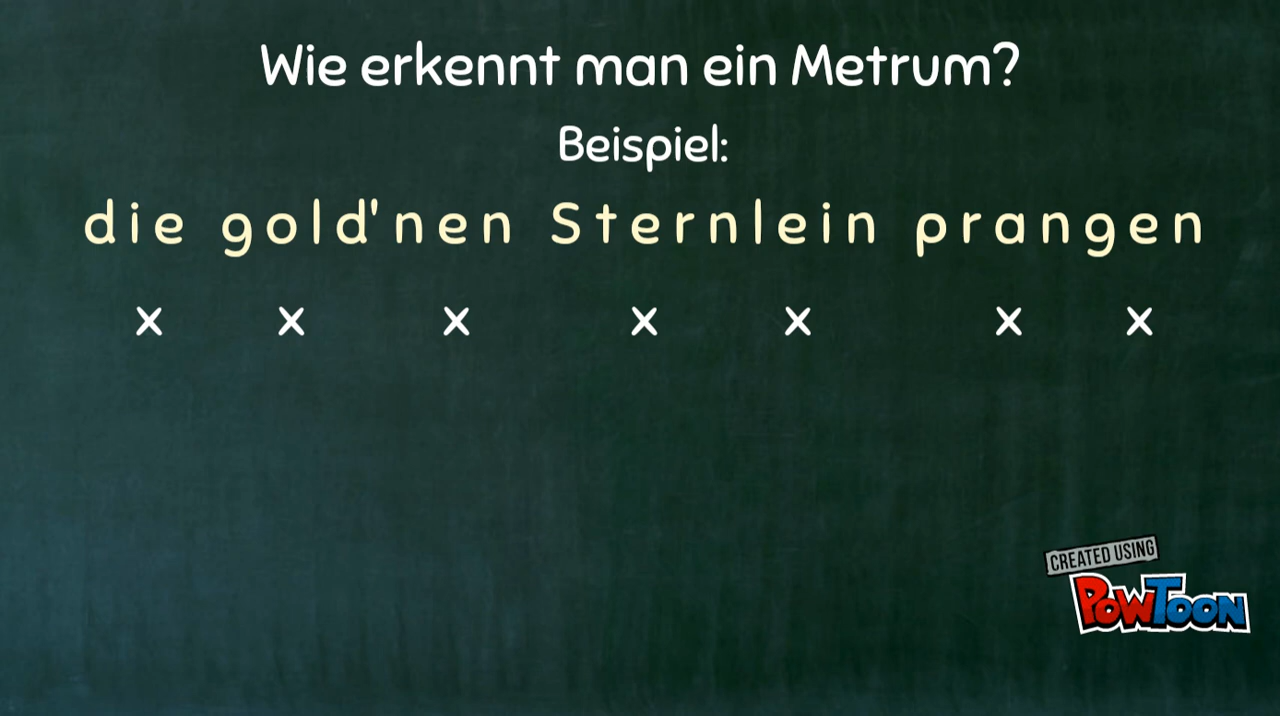 Wie erkennt man ein Metrum?
Beispiel:
die gold'nen Sternlein prangen
x x x x x x x
CREATED USING
POWTOON